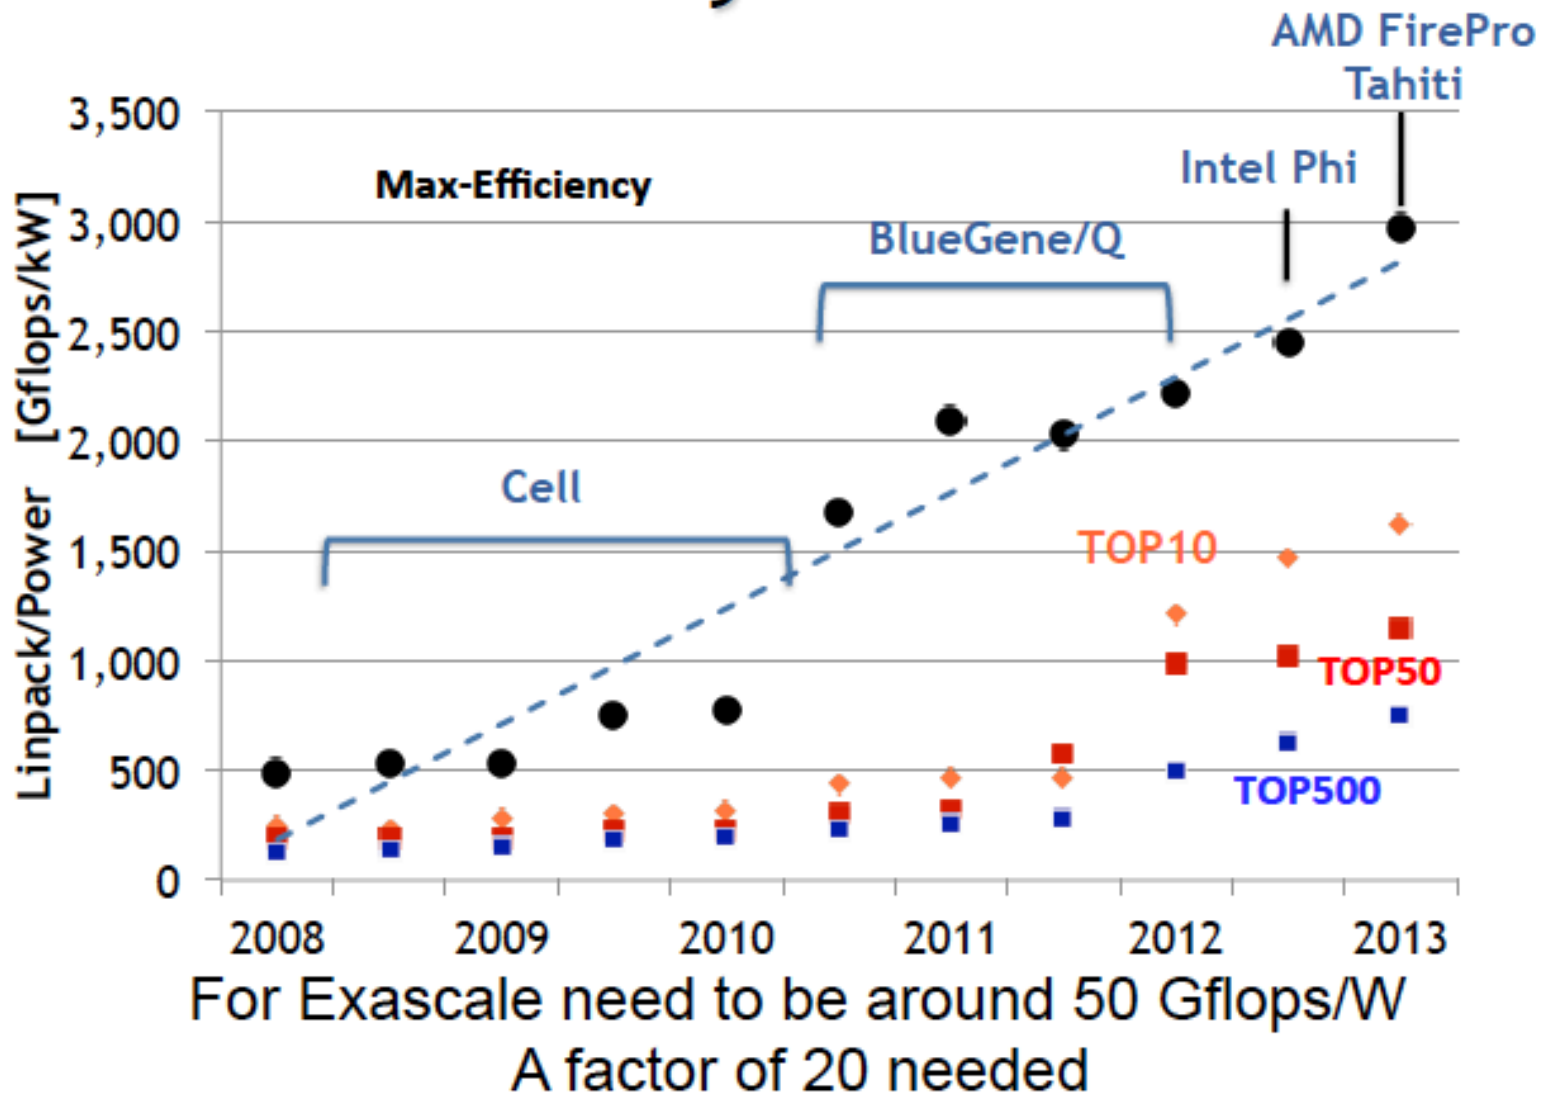 AMD FirePro
Tahiti
3,500
Intel Phi
Max-Efficiency
3,000
BlueGene/Q
2,500
2,000
Cell
TOP10
1,500
1,000
TOP50
500
TOP500
0
Linpack/Power [Gflops/kW]
2008 2009 2010 2011 2012 2013
For Exascale need to be around 50 Gflops/W
A factor of 20 needed